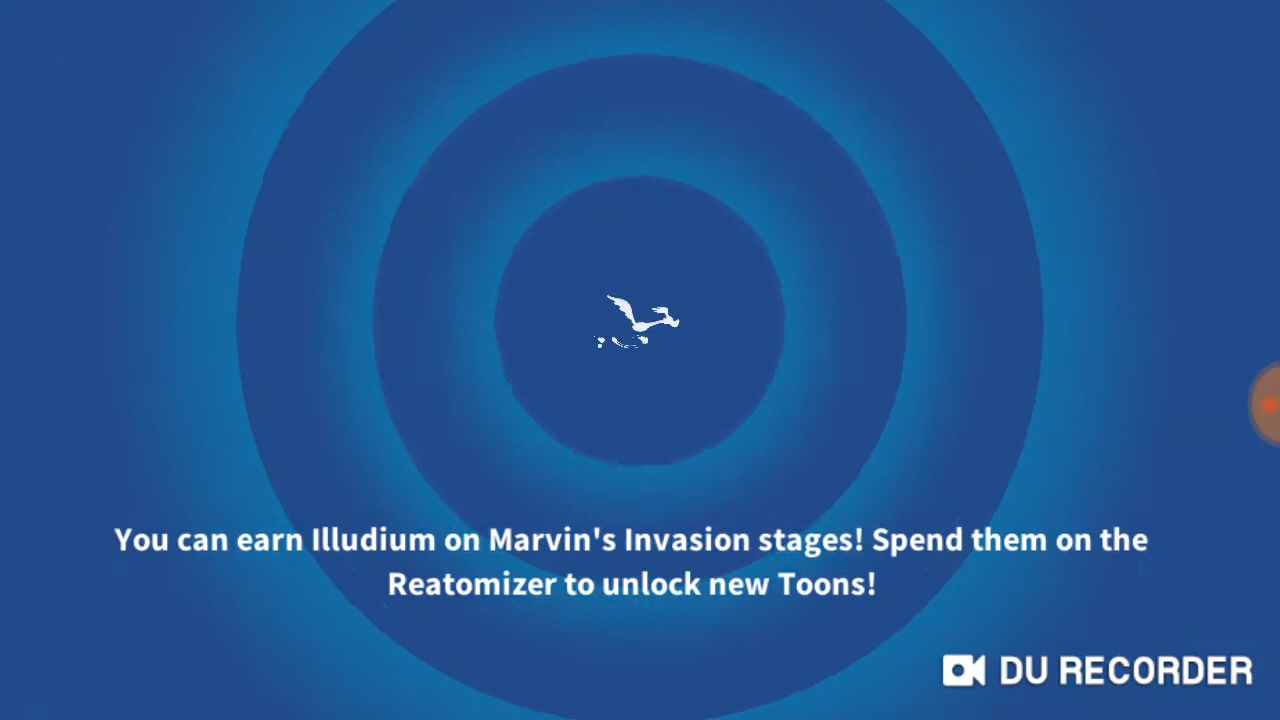 You can earn Illudium on Marvin's Invasion stages! Spend them on the
Reatomizer to unlock new Toons!
DU RECORDER